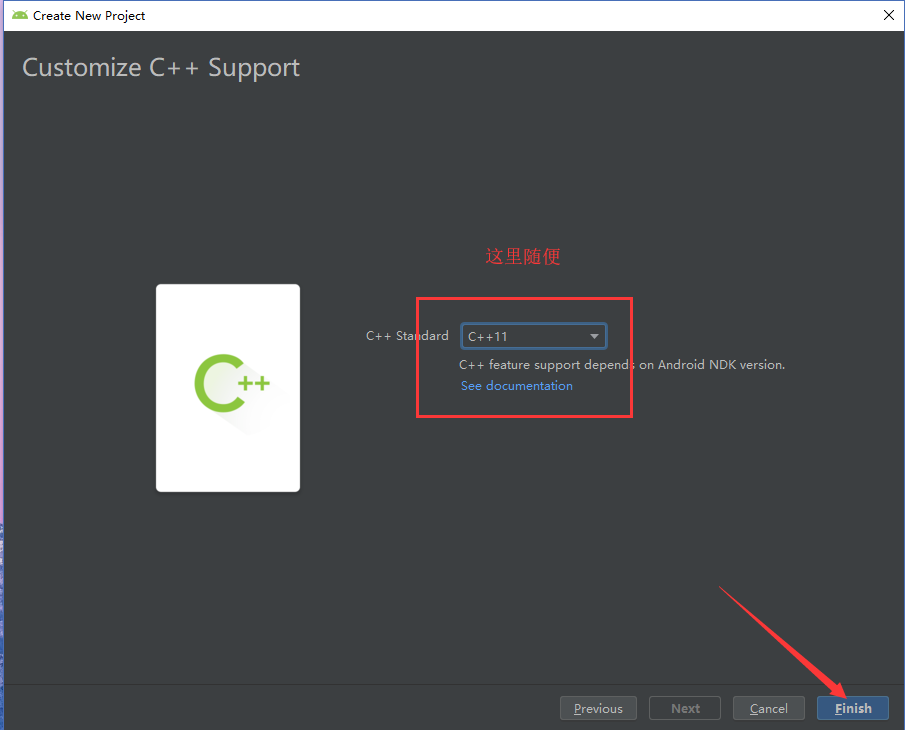 Create New Project
Customize C++ Support
这里随便
C++ Standard C++11
C++ feature support depends on Android NDK version.
See documentation
C++
Previous Next Cancel Finish